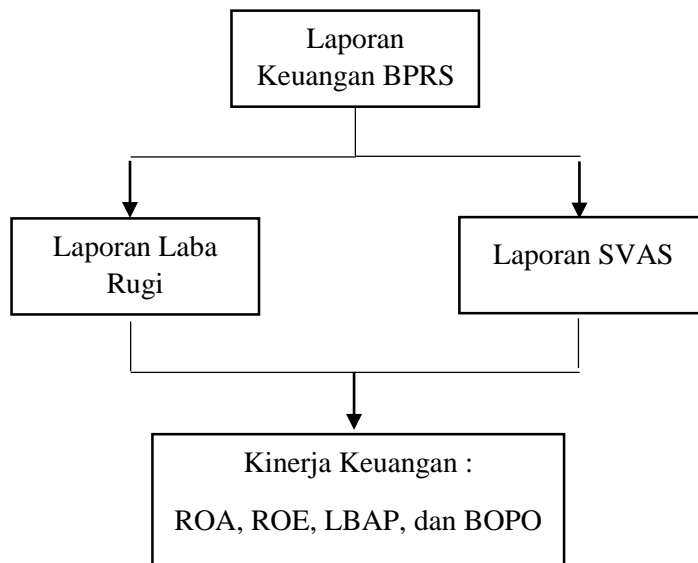 Laporan
Keuangan BPRS
Laporan Laba
Rugi
Laporan SVAS
Kinerja Keuangan :
ROA, ROE, LBAP, dan BOPO